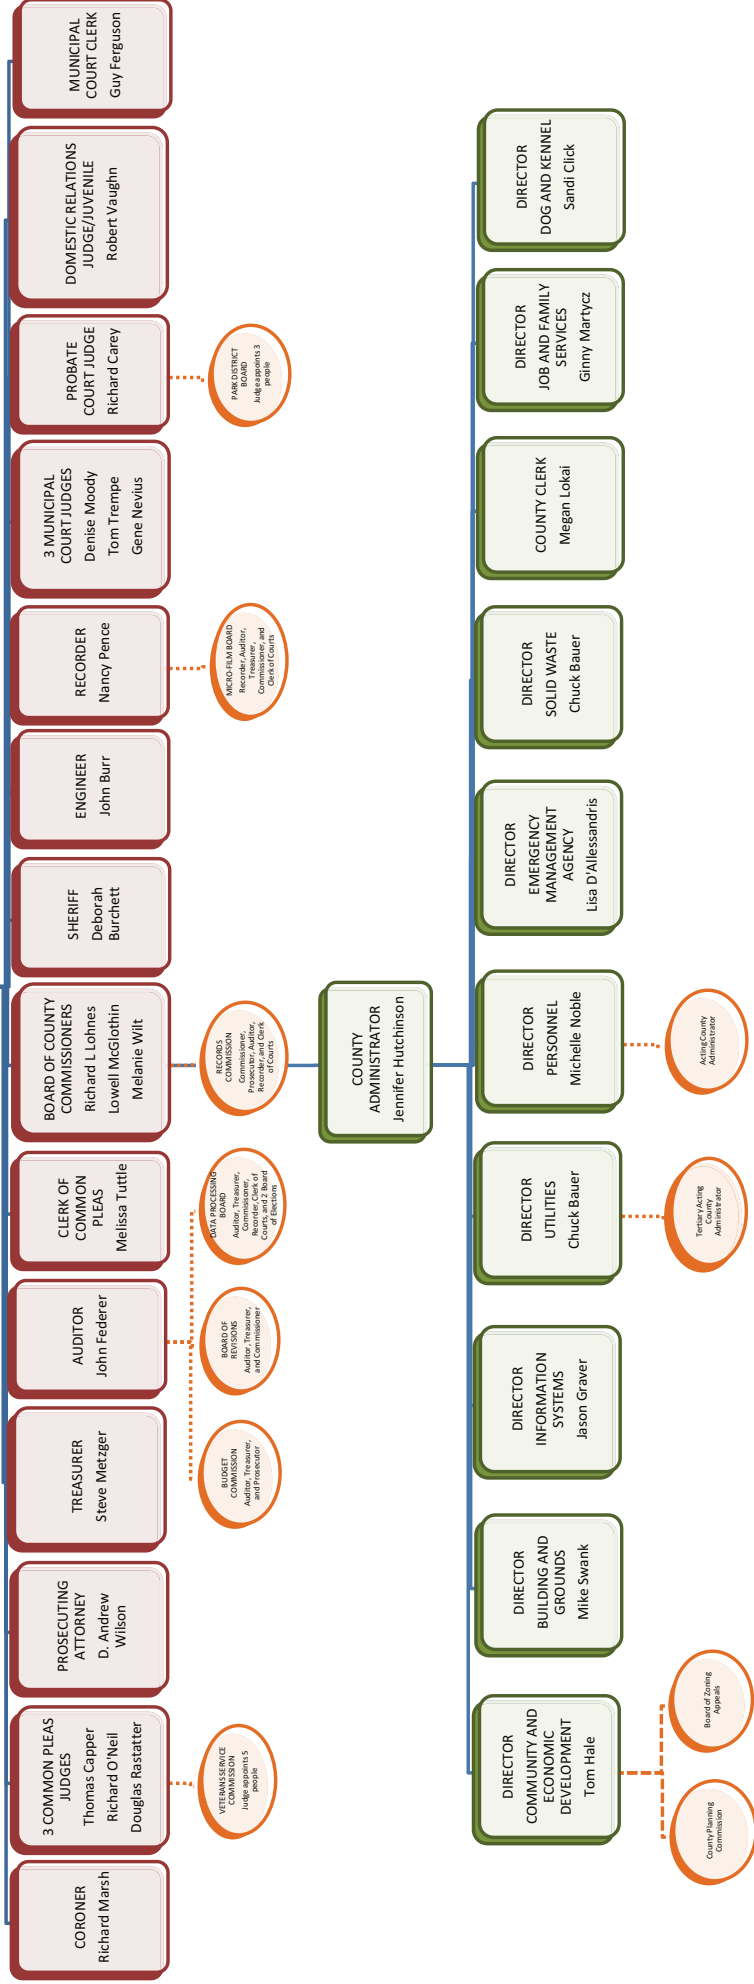 CORONER
Richard Marsh
3 COMMON PLEAS
JUDGES
Thomas Capper
Richard O'Neil
Douglas Rastatter
PROSECUTING
ATTORNEY
D. Andrew
Wilson
TREASURER
Steve Metzger
AUDITOR
John Federer
CLERK OF
COMMON
PLEAS
Melissa Tuttle
BOARD OF COUNTY
COMMISSIONERS
Richard L Lohnes
Lowell McGlothin
Melanie Wilt
SHERIFF
Deborah
Burchett
ENGINEER
John Burr
RECORDER
Nancy Pence
3 MUNICIPAL
COURT JUDGES
Denise Moody
Tom Trempe
Gene Nevius
PROBATE
COURT JUDGE
Richard Carey
DOMESTIC RELATIONS
JUDGE/JUVENILE
Robert Vaughn
MUNICIPAL
COURT CLERK
Guy Ferguson
VETERANS SERVICE
COMMISSION
Judge appoints 5
people
BUDGET
COMMISSION
Auditor, Treasurer,
and Prosecutor
BOARD OF
REVISIONS
Auditor, Treasurer,
and Commissioner
DATA PROCESSING
BOARD
Auditor, Treasurer,
Commisioner,
Recorder, Clerk of
Courts, and 2 Board
of Elections
RECORDS
COMMISSION
Commissioner,
Prosecutor, Auditor,
Recorder, and Clerk
of Courts
MICRO-FILM BOARD
Recorder, Auditor,
Treasurer,
Commissioner, and
Clerk of Courts
PARK DISTRICT
BOARD
Judge appoints 3
people
COUNTY
ADMINISTRATOR
Jennifer Hutchinson
DIRECTOR
COMMUNITY AND
ECONOMIC
DEVELOPMENT
Tom Hale
DIRECTOR
BUILDING AND
GROUNDS
Mike Swank
DIRECTOR
INFORMATION
SYSTEMS
Jason Graver
DIRECTOR
UTILITIES
Chuck Bauer
DIRECTOR
PERSONNEL
Michelle Noble
DIRECTOR
EMERGENCY
MANAGEMENT
AGENCY
Lisa D'Allessandris
DIRECTOR
SOLID WASTE
Chuck Bauer
COUNTY CLERK
Megan Lokai
DIRECTOR
JOB AND FAMILY
SERVICES
Ginny Martycz
DIRECTOR
DOG AND KENNEL
Sandi Click
County Planning
Commission
Board of Zoning
Appeals
Tertiary Acting
County
Administrator
Acting County
Administrator